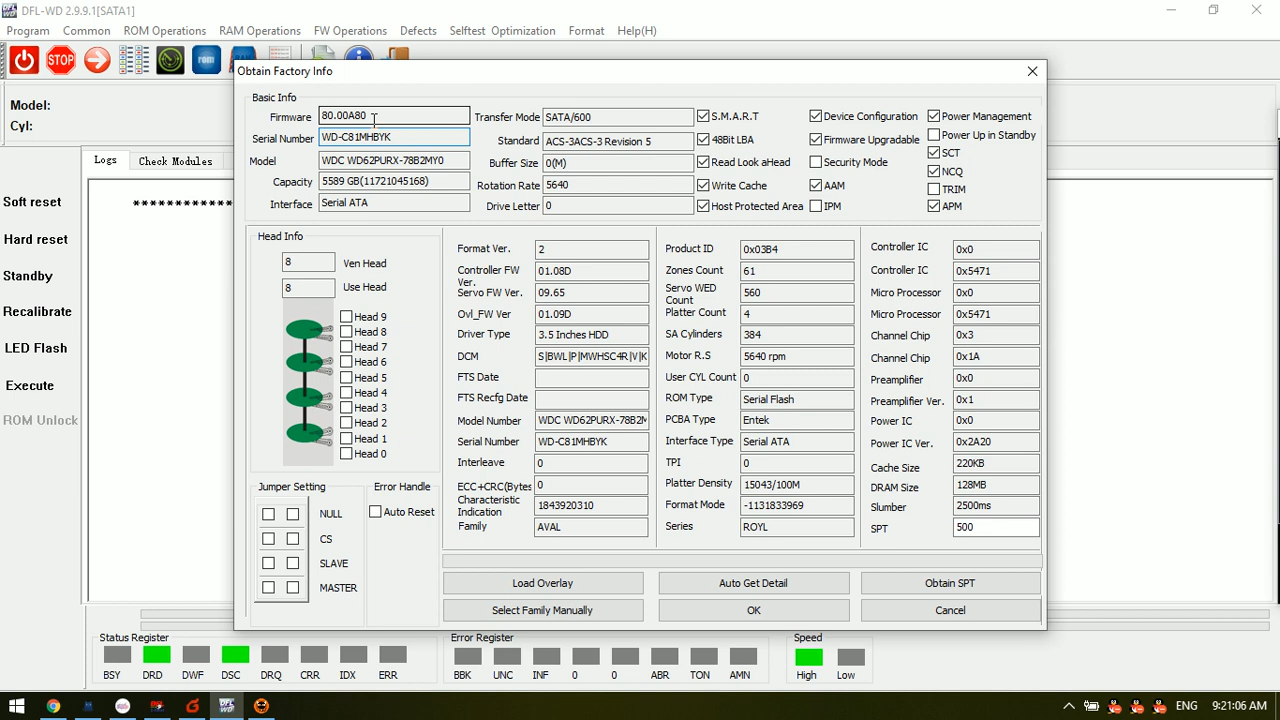 DFL-WD 2.9.9.1[SATA1]
Program Common ROM Operations RAM Operations FW Operations Defects Selftest Optimization Format Help(H)
STOP rom
Model:
Cyl:
Logs Check Modules
Soft reset
*************
Hard reset
Standby
Recalibrate
LED Flash
Execute
ROM Unlock
Obtain Factory Info
Basic Info
Firmware 80.00A80
Serial Number WD-C81MHBYK
Model WDC WD62PURX-78B2MY0
Capacity 5589 GB(11721045168)
Interface Serial ATA
Transfer Mode SATA/600
Standard ACS-3ACS-3 Revision 5
Buffer Size 0(M)
Rotation Rate 5640
Drive Letter 0
S.M.A.R.T
48Bit LBA
Read Look aHead
Write Cache
Host Protected Area
Device Configuration
Firmware Upgradable
Security Mode
AAM
IPM
Power Management
Power Up in Standby
SCT
NCQ
TRIM
APM
Head Info
8 Ven Head
8 Use Head
Head 9
Head 8
Head 7
Head 6
Head 5
Head 4
Head 3
Head 2
Head 1
Head 0
Jumper Setting
NULL
CS
SLAVE
MASTER
Error Handle
Auto Reset
Format Ver. 2
Controller FW Ver. 01.08D
Servo FW Ver. 09.65
Ovl_FW Ver 01.09D
Driver Type 3.5 Inches HDD
DCM S|BWL|P|MWHSC4R|V|K
FTS Date
FTS Recfg Date
Model Number WDC WD62PURX-78B2M
Serial Number WD-C81MHBYK
Interleave 0
ECC+CRC(Bytes 0
Characteristic Indication 1843920310
Family AVAL
Product ID 0x03B4
Zones Count 61
Servo WED Count 560
Platter Count 4
SA Cylinders 384
Motor R.S 5640 rpm
User CYL Count 0
ROM Type Serial Flash
PCBA Type Entek
Interface Type Serial ATA
TPI 0
Platter Density 15043/100M
Format Mode -1131833969
Series ROYL
Controller IC 0x0
Controller IC 0x5471
Micro Processor 0x0
Micro Processor 0x5471
Channel Chip 0x3
Channel Chip 0x1A
Preamplifier 0x0
Preamplifier Ver. 0x1
Power IC 0x0
Power IC Ver. 0x2A20
Cache Size 220KB
DRAM Size 128MB
Slumber 2500ms
SPT 500
Load Overlay Auto Get Detail Obtain SPT
Select Family Manually OK Cancel
Status Register
BSY DRD DWF DSC DRQ CRR IDX ERR
Error Register
BBK UNC INF 0 0 ABR TON AMN
Speed
High Low
DFL WD ENG 9:21:06 AM